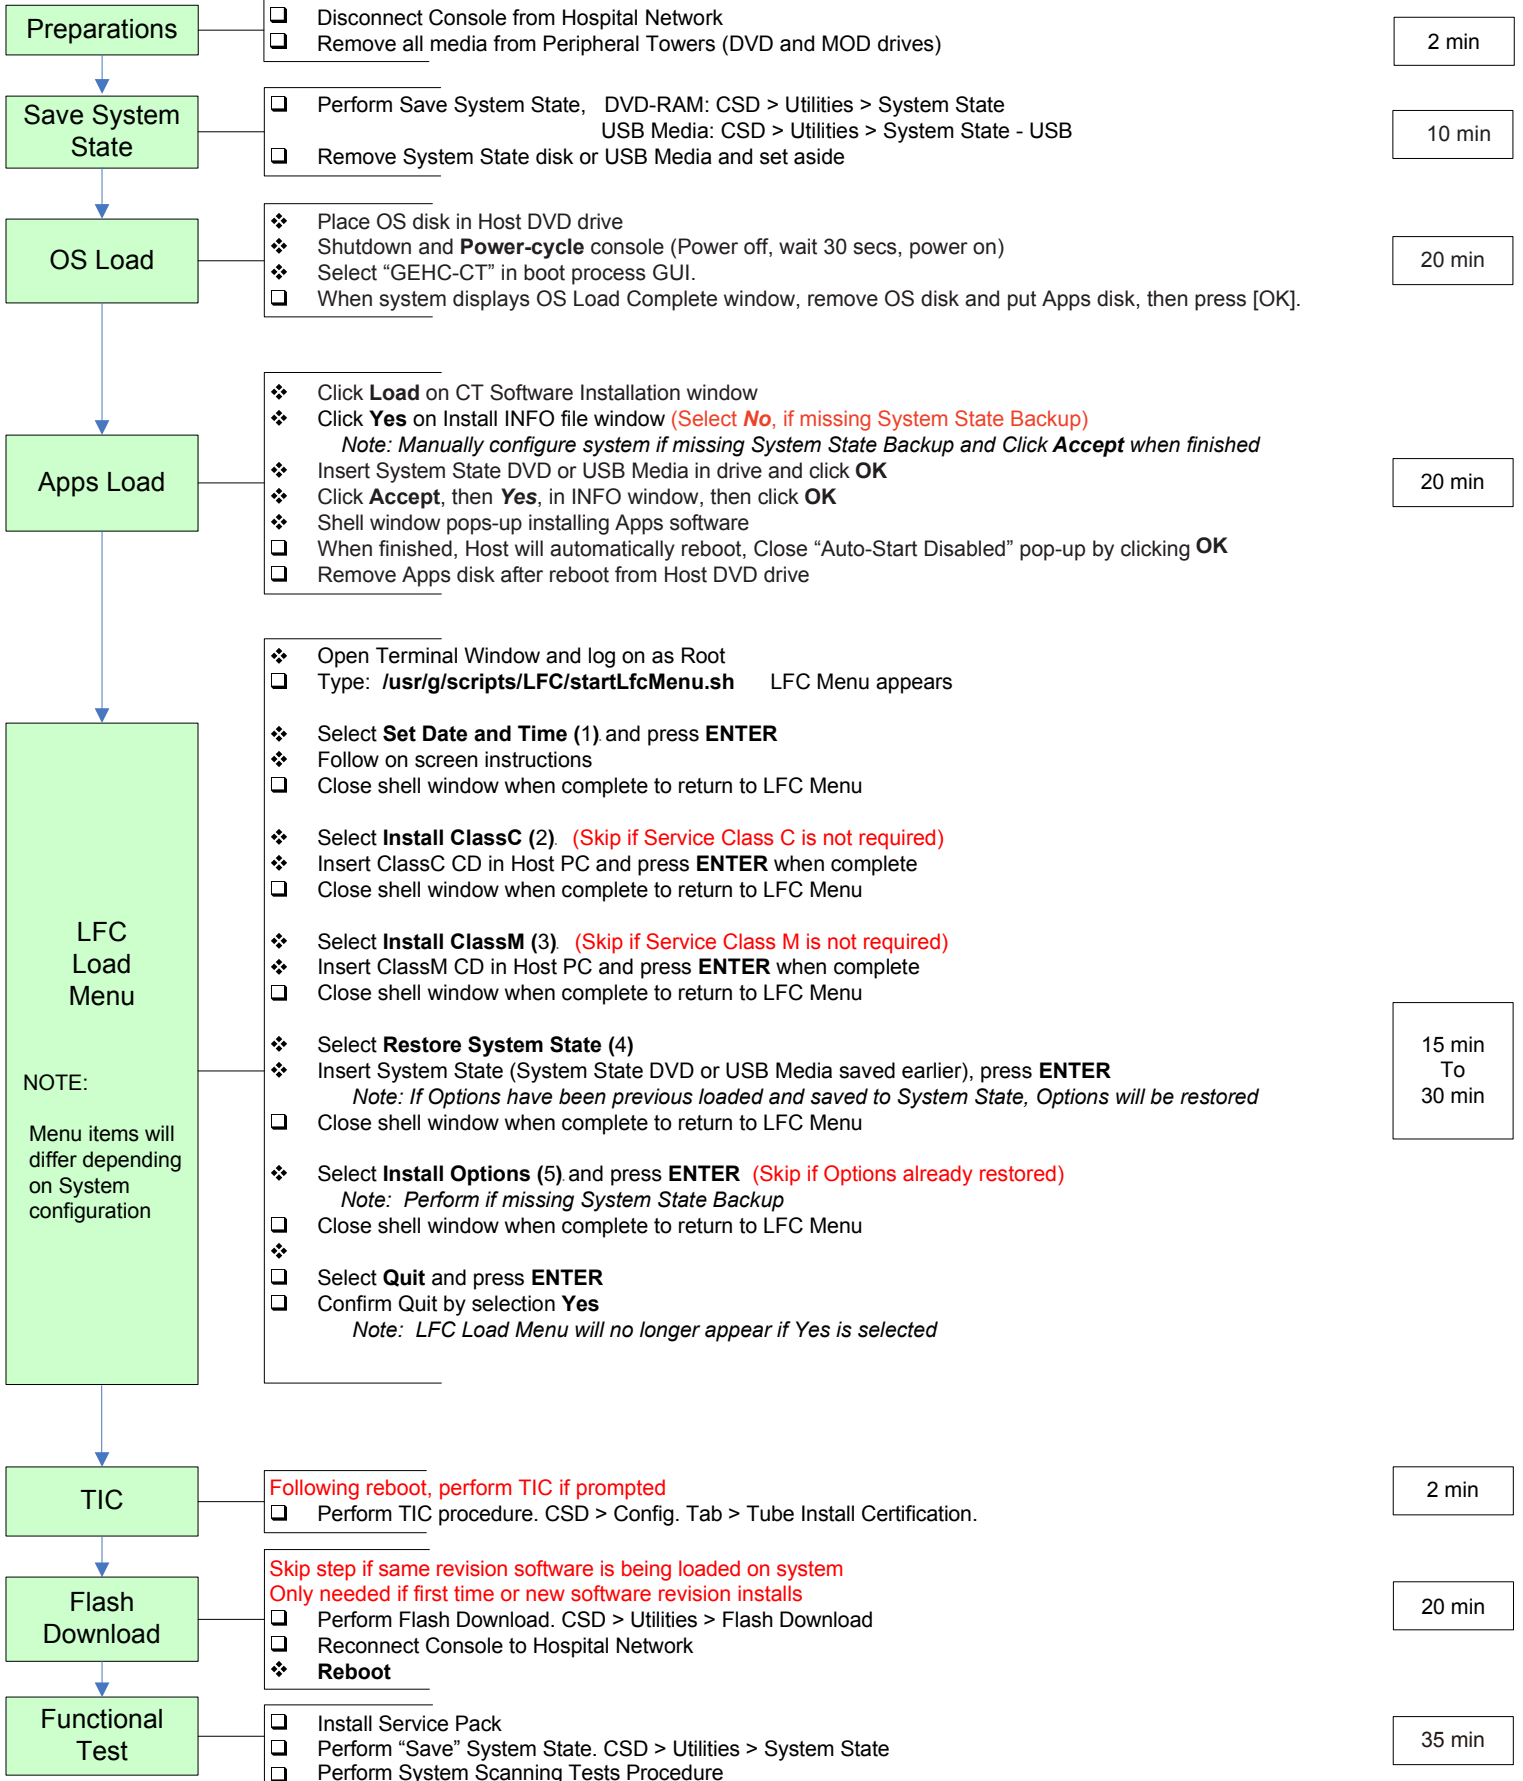 Preparations
Disconnect Console from Hospital Network
Remove all media from Peripheral Towers (DVD and MOD drives)
2 min
Save System
State
Perform Save System State, DVD-RAM: CSD > Utilities > System State
USB Media: CSD > Utilities > System State - USB
Remove System State disk or USB Media and set aside
10 min
OS Load
Place OS disk in Host DVD drive
Shutdown and Power-cycle console (Power off, wait 30 secs, power on)
Select “GEHC-CT” in boot process GUI.
When system displays OS Load Complete window, remove OS disk and put Apps disk, then press [OK].
20 min
Apps Load
Click Load on CT Software Installation window
Click Yes on Install INFO file window (Select No, if missing System State Backup)
Note: Manually configure system if missing System State Backup and Click Accept when finished
Insert System State DVD or USB Media in drive and click OK
Click Accept, then Yes, in INFO window, then click OK
Shell window pops-up installing Apps software
When finished, Host will automatically reboot, Close “Auto-Start Disabled” pop-up by clicking OK
Remove Apps disk after reboot from Host DVD drive
20 min
LFC
Load
Menu
NOTE:
Menu items will
differ depending
on System
configuration
Open Terminal Window and log on as Root
Type: /usr/g/scripts/LFC/startLfcMenu.sh LFC Menu appears
Select Set Date and Time (1). and press ENTER
Follow on screen instructions
Close shell window when complete to return to LFC Menu
Select Install ClassC (2). (Skip if Service Class C is not required)
Insert ClassC CD in Host PC and press ENTER when complete
Close shell window when complete to return to LFC Menu
Select Install ClassM (3). (Skip if Service Class M is not required)
Insert ClassM CD in Host PC and press ENTER when complete
Close shell window when complete to return to LFC Menu
Select Restore System State (4)
Insert System State (System State DVD or USB Media saved earlier), press ENTER
Note: If Options have been previous loaded and saved to System State, Options will be restored
Close shell window when complete to return to LFC Menu
Select Install Options (5). and press ENTER (Skip if Options already restored)
Note: Perform if missing System State Backup
Close shell window when complete to return to LFC Menu
Select Quit and press ENTER
Confirm Quit by selection Yes
Note: LFC Load Menu will no longer appear if Yes is selected
15 min
To
30 min
TIC
Following reboot, perform TIC if prompted
Perform TIC procedure. CSD > Config. Tab > Tube Install Certification.
2 min
Flash
Download
Skip step if same revision software is being loaded on system
Only needed if first time or new software revision installs
Perform Flash Download. CSD > Utilities > Flash Download
Reconnect Console to Hospital Network
Reboot
20 min
Functional
Test
Install Service Pack
Perform “Save” System State. CSD > Utilities > System State
Perform System Scanning Tests Procedure
35 min